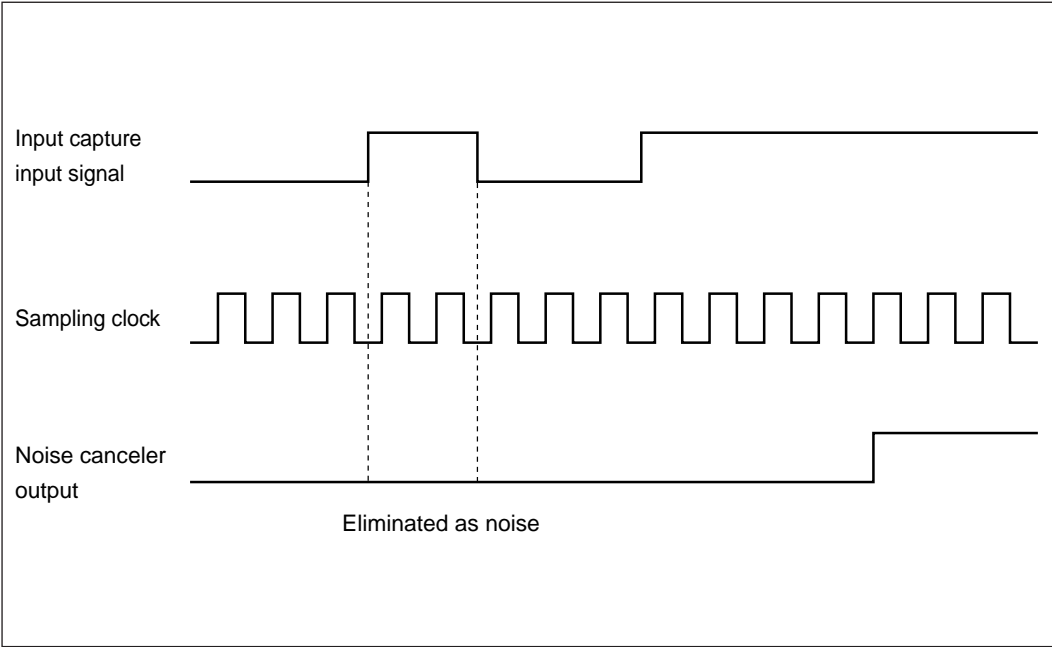 Input capture
input signal
Sampling clock
Noise canceler
output
Eliminated as noise